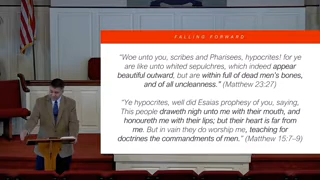 FALLING FORWARD
“Woe unto you, scribes and Pharisees, hypocrites! for ye
are like unto whited sepulchres, which indeed appear
beautiful outward, but are within full of dead men’s bones,
and of all uncleanness.” (Matthew 23:27)
“Ye hypocrites, well did Esaias prophesy of you, saying,
This people draweth nigh unto me with their mouth, and
honoureth me with their lips; but their heart is far from
me. But in vain they do worship me, teaching for
doctrines the commandments of men.” (Matthew 15:7–9)